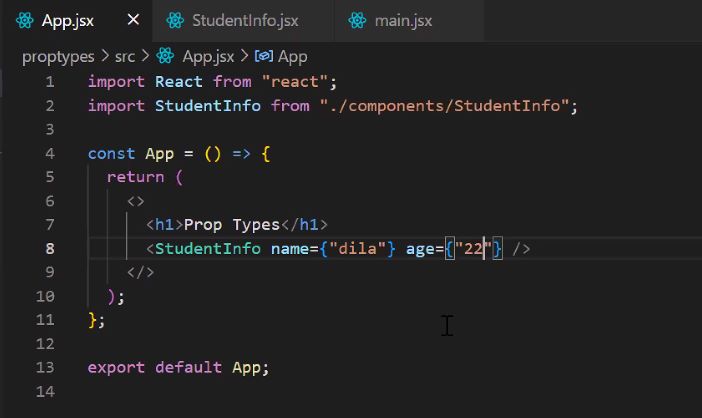 App.jsx × StudentInfo.jsx main.jsx
proptypes > src > App.jsx > App
1 import React from "react";
2 import StudentInfo from "./components/StudentInfo";
3
4 const App = () => {
5 return (
6 <>
7 <h1>Prop Types</h1>
8 <StudentInfo name={"dila"} age={"22"} />
9 </>
10 );
11 };
12
13 export default App;
14